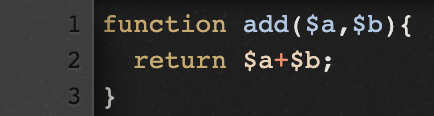 1 function add($a,$b){
2   return $a+$b;
3 }